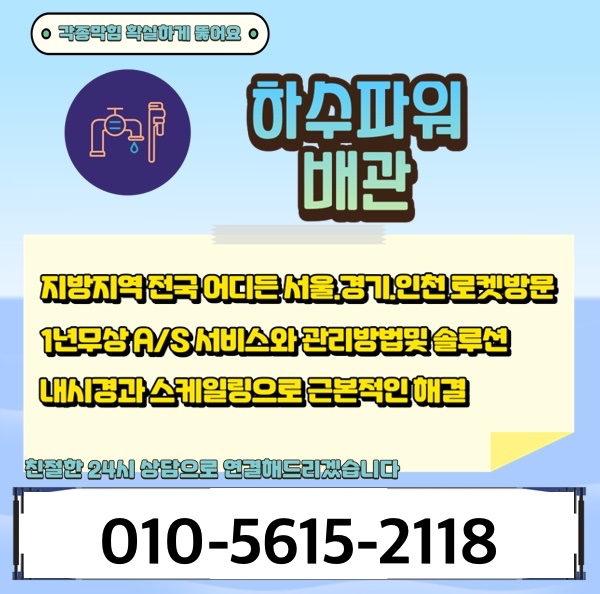 각종막힘 확실하게 뚫어요
하수파워
배관
지방지역 전국 어디든 서울,경기,인천 로켓방문
1년무상 A/S 서비스와 관리방법및 솔루션
내시경과 스케일링으로 근본적인 해결
친절한 24시 상담으로 연결해드리겠습니다
010-5615-2118